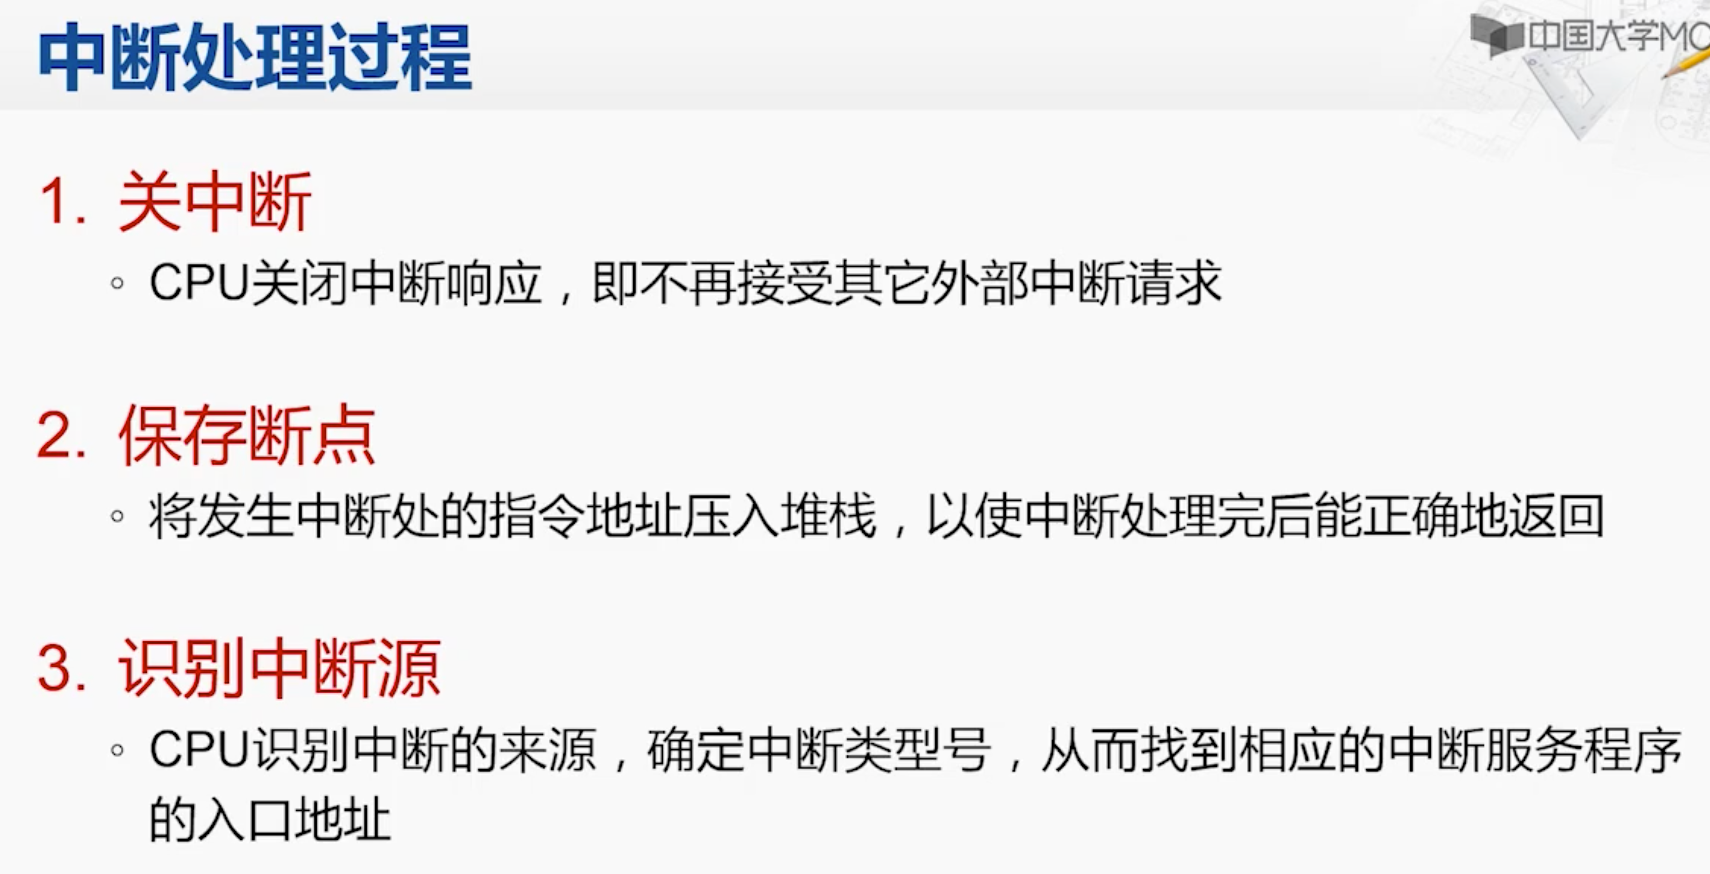 中断处理过程
中国大学MO
1. 关中断
◦ CPU关闭中断响应，即不再接受其它外部中断请求
2. 保存断点
◦ 将发生中断处的指令地址压入堆栈，以使中断处理完后能正确地返回
3. 识别中断源
◦ CPU识别中断的来源，确定中断类型号，从而找到相应的中断服务程序
的入口地址